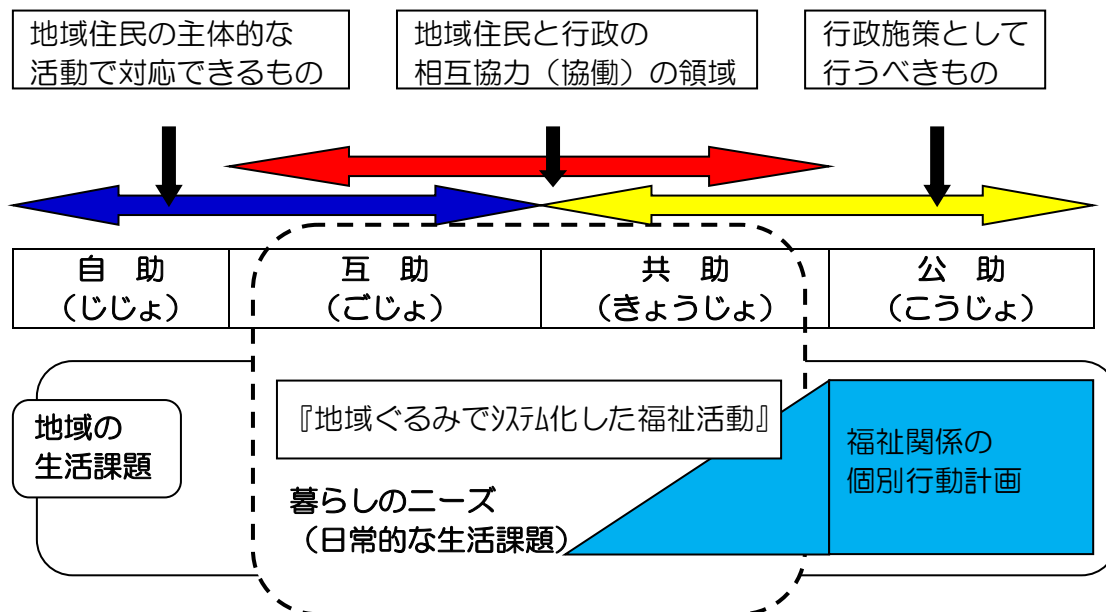 地域住民の主体的な
活動で対応できるもの
地域住民と行政の
相互協力（協働）の領域
行政施策として
行うべきもの
自　助
（じじょ）
互　助
（ごじょ）
共　助
（きょうじょ）
公　助
（こうじょ）
地域の
生活課題
『地域ぐるみでｼｽﾃﾑ化した福祉活動』
暮らしのニーズ
（日常的な生活課題）
福祉関係の
個別行動計画